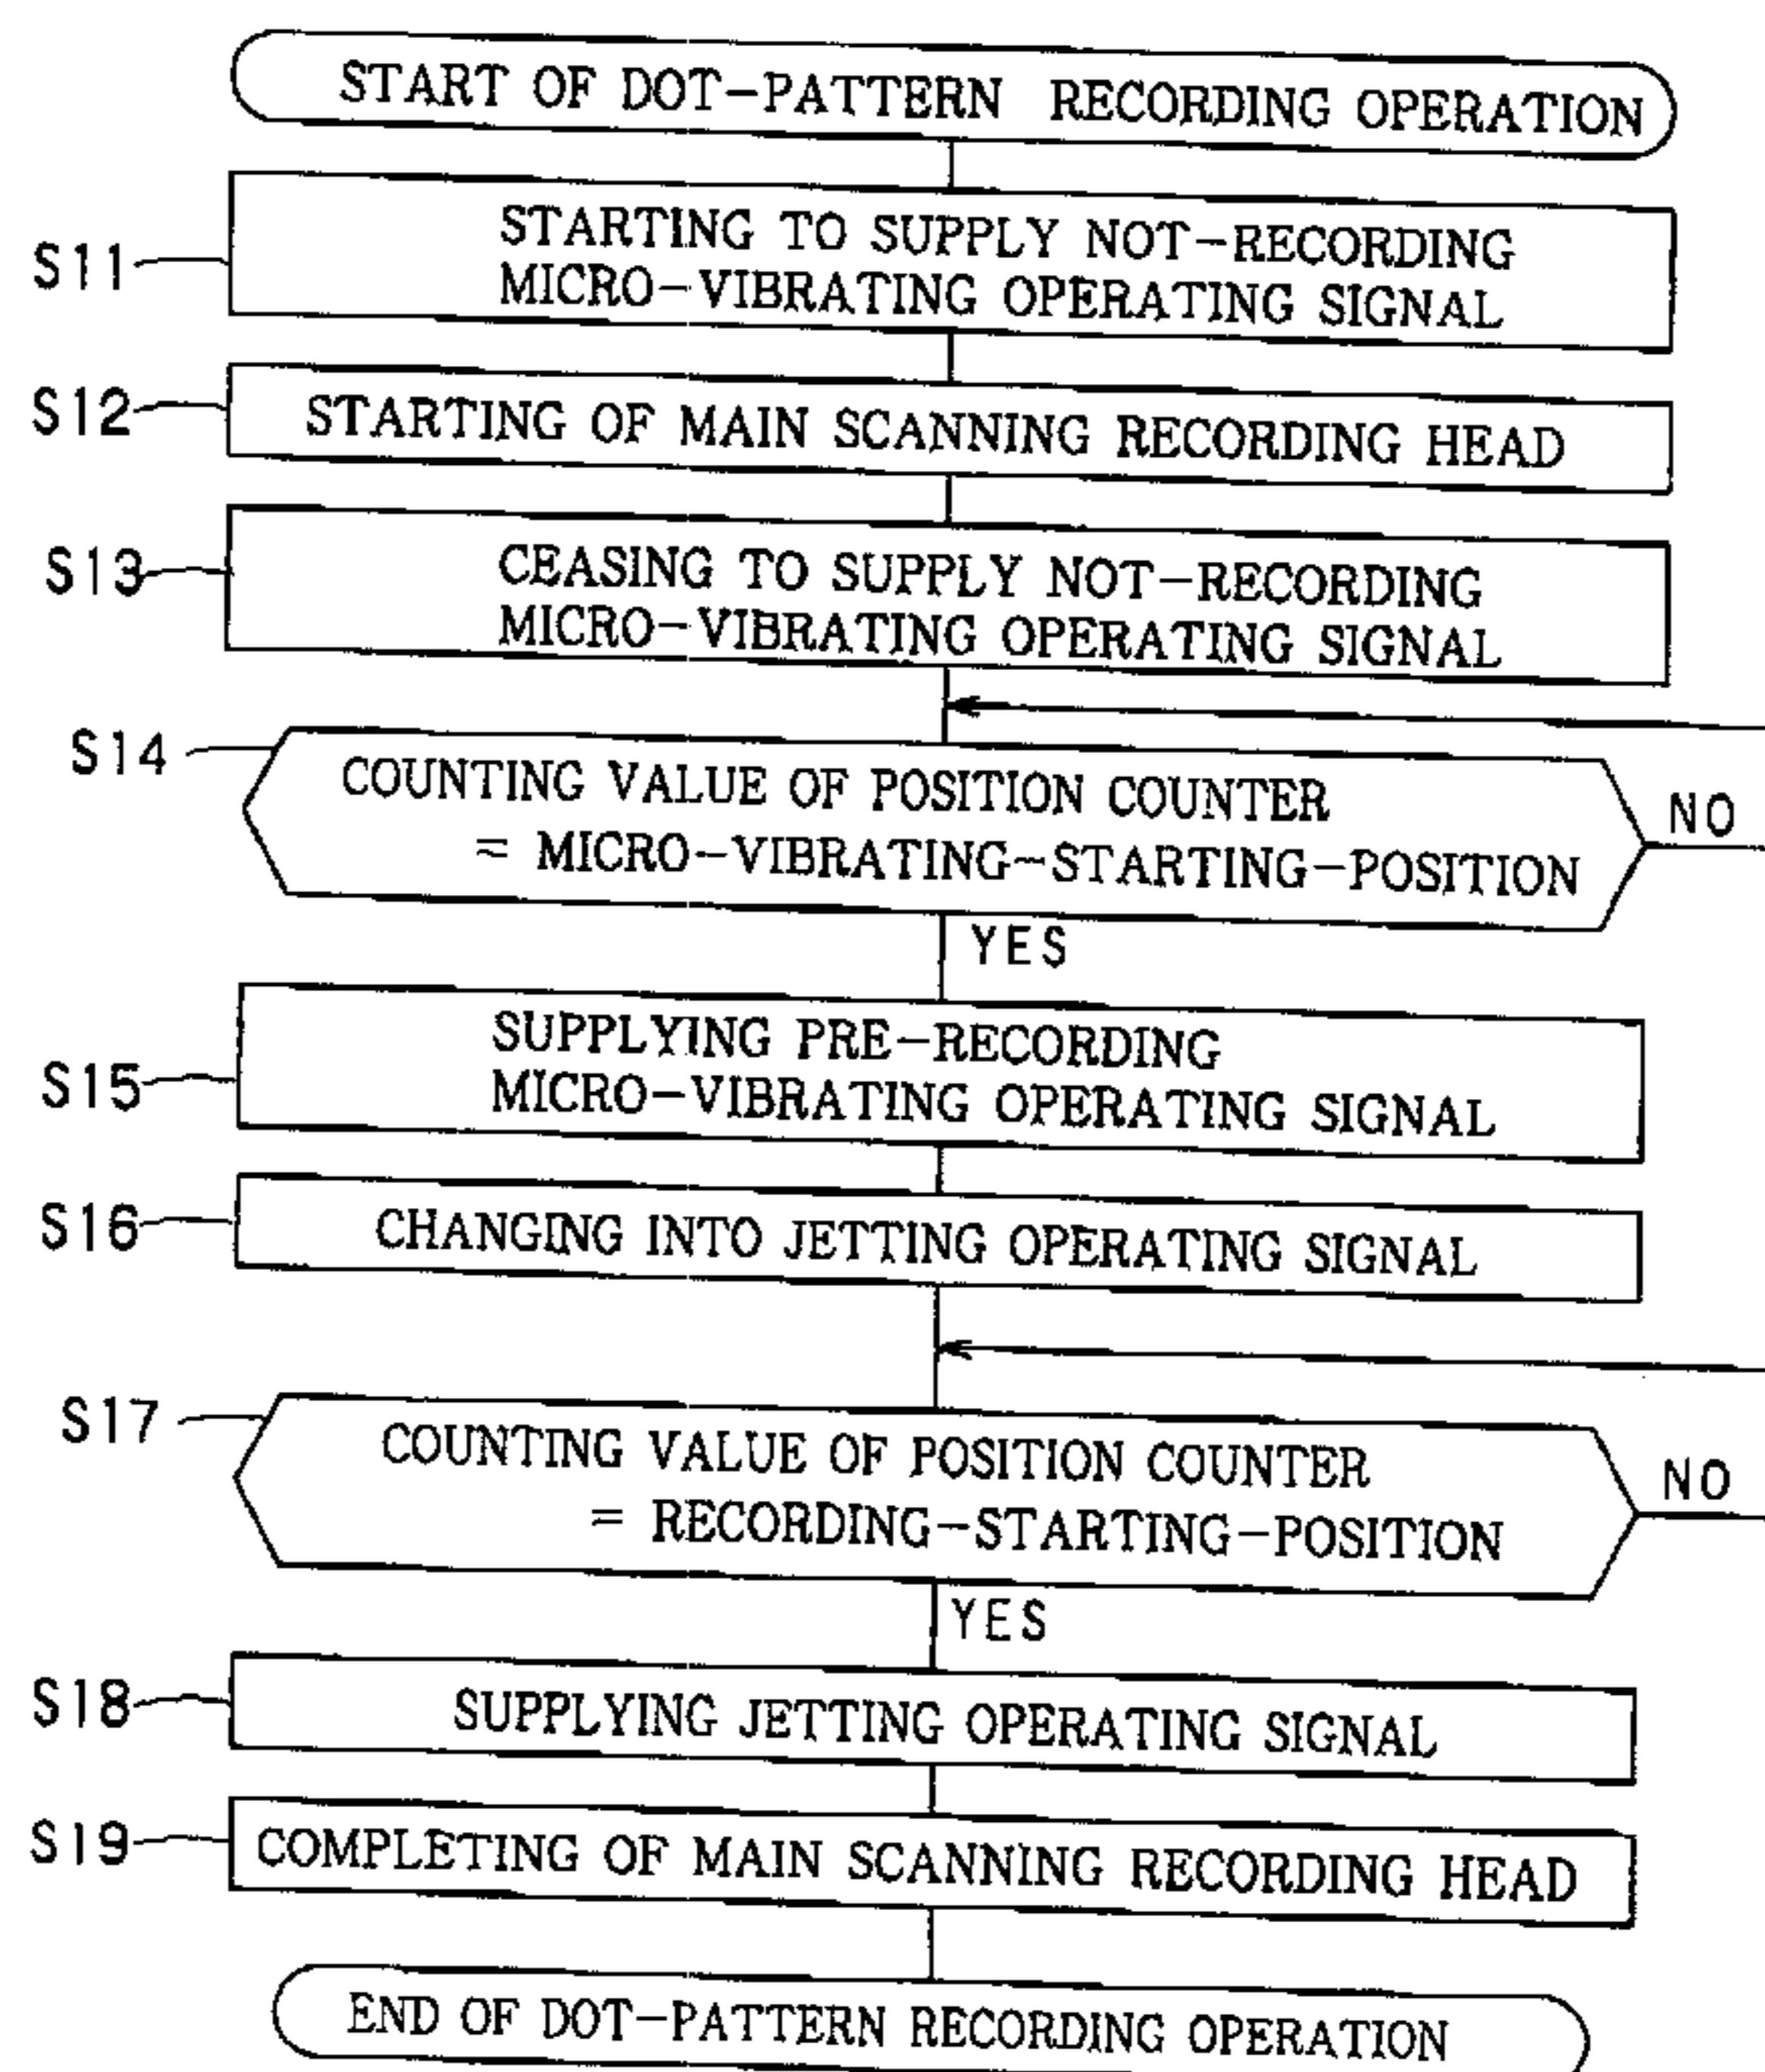 START OF DOT-PATTERN RECORDING OPERATION
S11
STARTING TO SUPPLY NOT-RECORDING
MICRO-VIBRATING OPERATING SIGNAL
S12
STARTING OF MAIN SCANNING RECORDING HEAD
S13
CEASING TO SUPPLY NOT-RECORDING
MICRO-VIBRATING OPERATING SIGNAL
S14
COUNTING VALUE OF POSITION COUNTER
= MICRO-VIBRATING-STARTING-POSITION
NO
YES
S15
SUPPLYING PRE-RECORDING
MICRO-VIBRATING OPERATING SIGNAL
S16
CHANGING INTO JETTING OPERATING SIGNAL
S17
COUNTING VALUE OF POSITION COUNTER
= RECORDING-STARTING-POSITION
NO
YES
S18
SUPPLYING JETTING OPERATING SIGNAL
S19
COMPLETING OF MAIN SCANNING RECORDING HEAD
END OF DOT-PATTERN RECORDING OPERATION